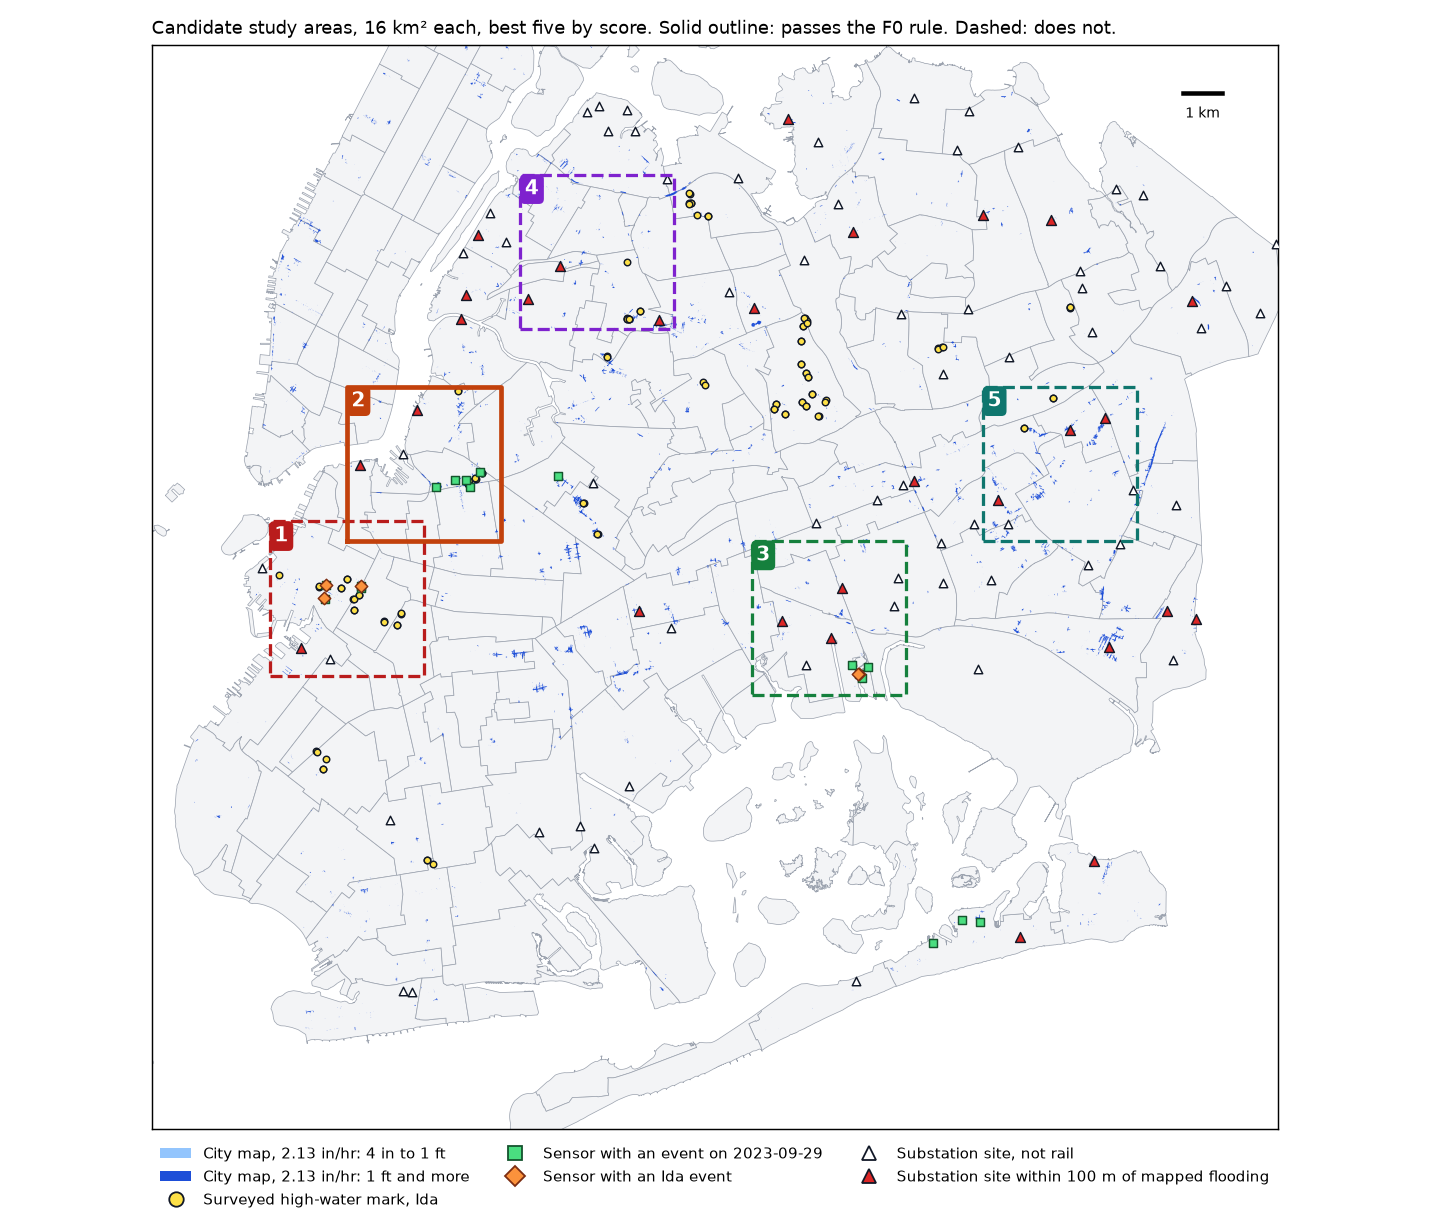 Candidate study areas, 16 km² each, best five by score. Solid outline: passes the F0 rule. Dashed: does not.
1 km
4
2
5
1
3
City map, 2.13 in/hr: 4 in to 1 ft
City map, 2.13 in/hr: 1 ft and more
Surveyed high-water mark, Ida
Sensor with an event on 2023-09-29
Sensor with an Ida event
Substation site, not rail
Substation site within 100 m of mapped flooding